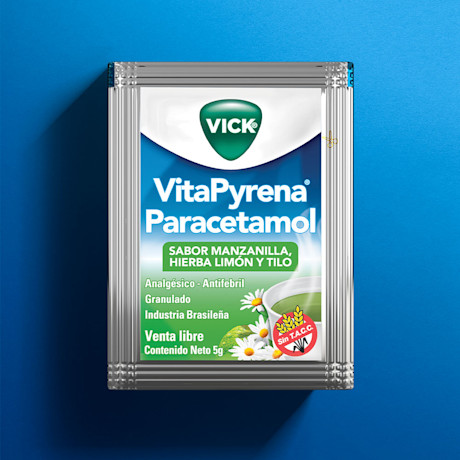 VICK®
VitaPyrena®
Paracetamol
SABOR MANZANILLA,
HIERBA LIMÓN Y TILO
Analgésico - Antifebril
Granulado
Industria Brasileña
Venta libre
Contenido Neto 5g
Sin T.A.C.C.